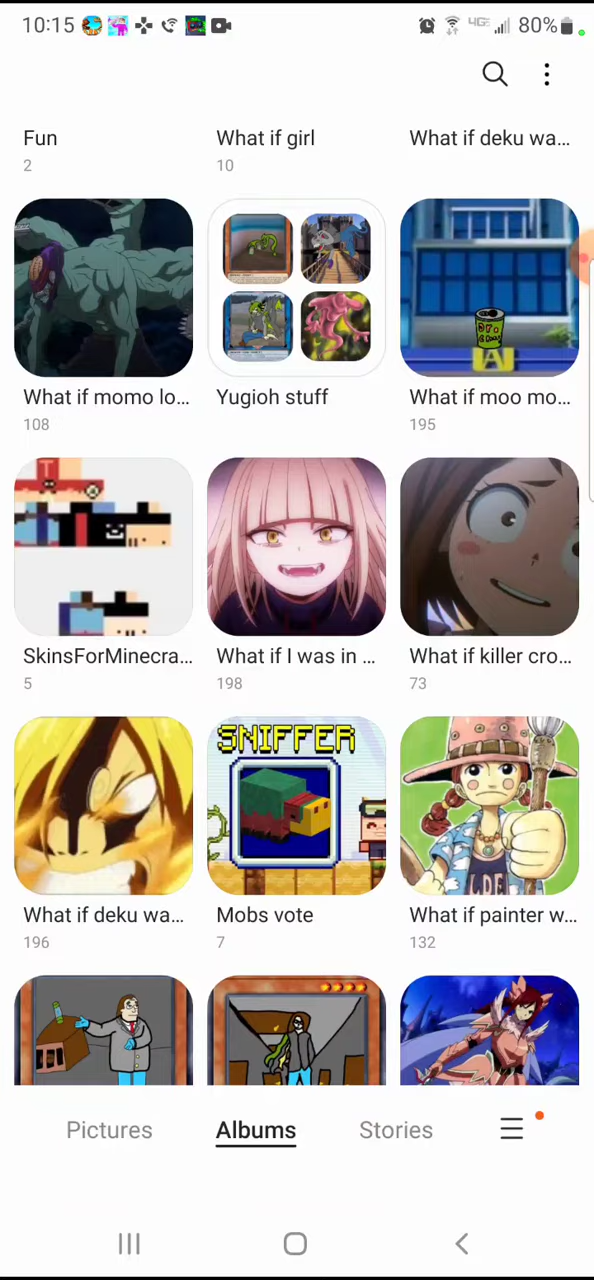 10:15 4GE 80%
Fun What if girl What if deku wa...
2 10
What if momo lo... Yugioh stuff What if moo mo...
108 195
SkinsForMinecra... What if I was in ... What if killer cro...
5 198 73
SNIFFER
What if deku wa... Mobs vote What if painter w...
196 7 132
Pictures Albums Stories